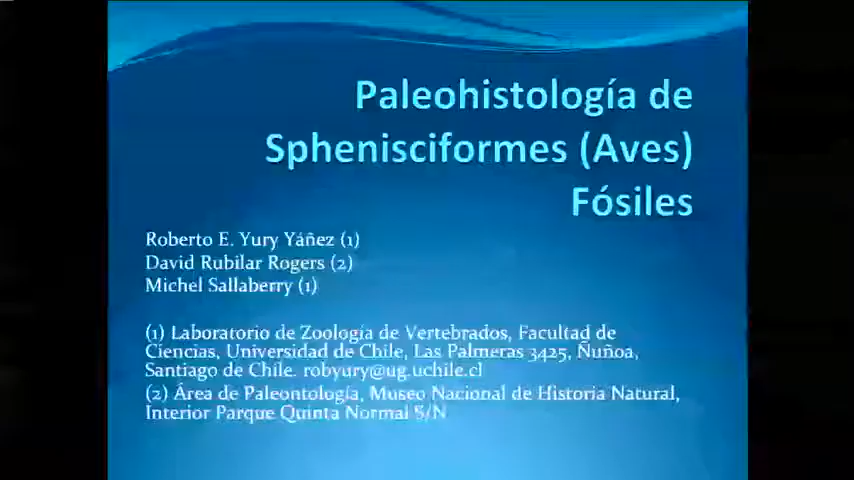 Paleohistología de
Sphenisciformes (Aves)
Fósiles
Roberto E. Yury Yáñez (1)
David Rubilar Rogers (2)
Michel Sallaberry (1)
(1) Laboratorio de Zoología de Vertebrados, Facultad de
Ciencias, Universidad de Chile, Las Palmeras 3425, Ñuñoa,
Santiago de Chile. robyury@ug.uchile.cl
(2) Área de Paleontología, Museo Nacional de Historia Natural,
Interior Parque Quinta Normal S/N